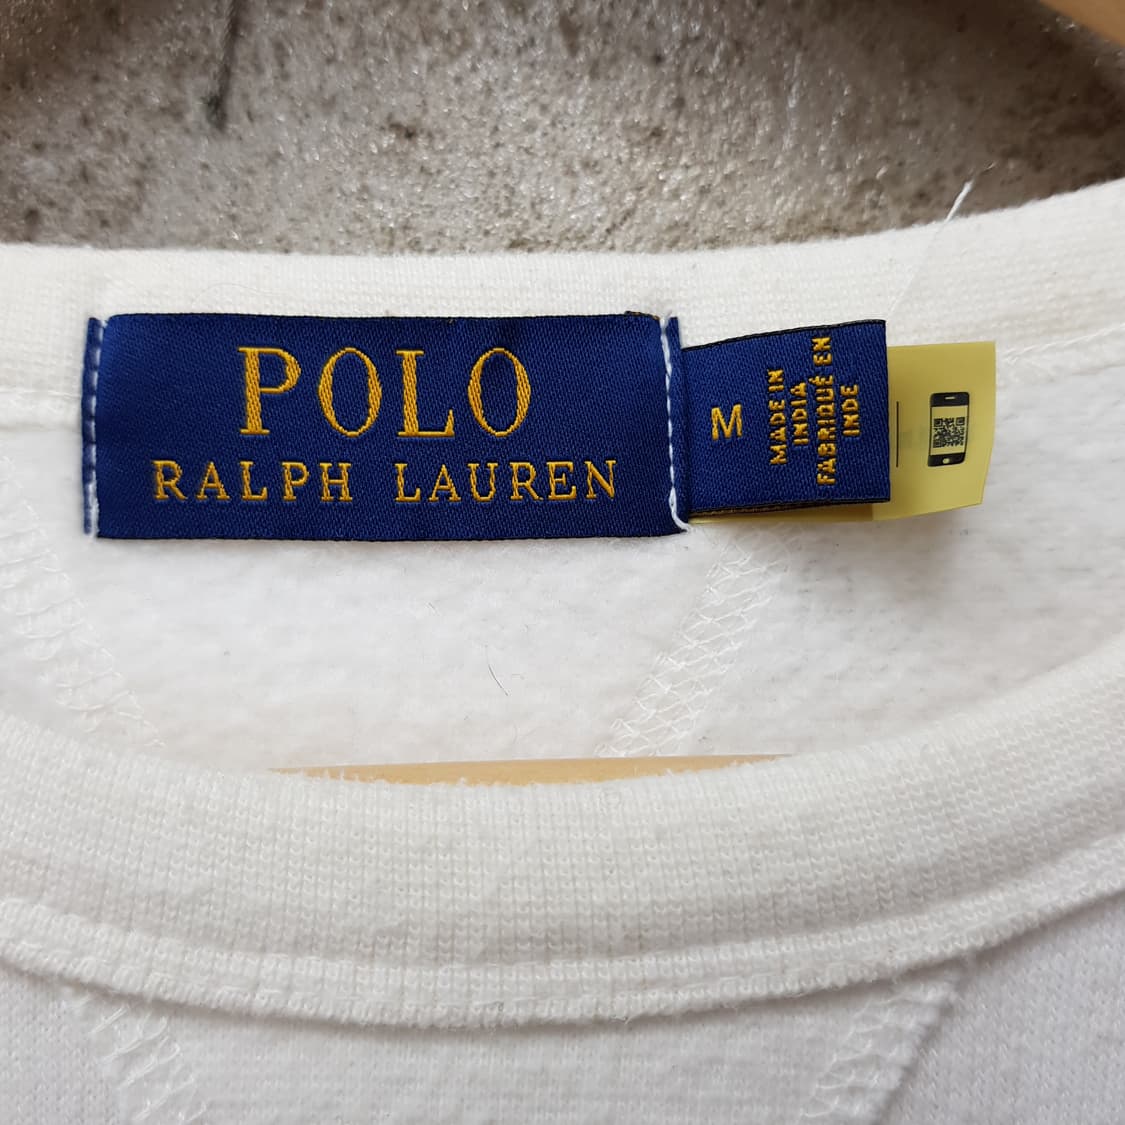 POLO
RALPH LAUREN
M
MADE IN
INDIA
FABRIQUÉ EN
INDE